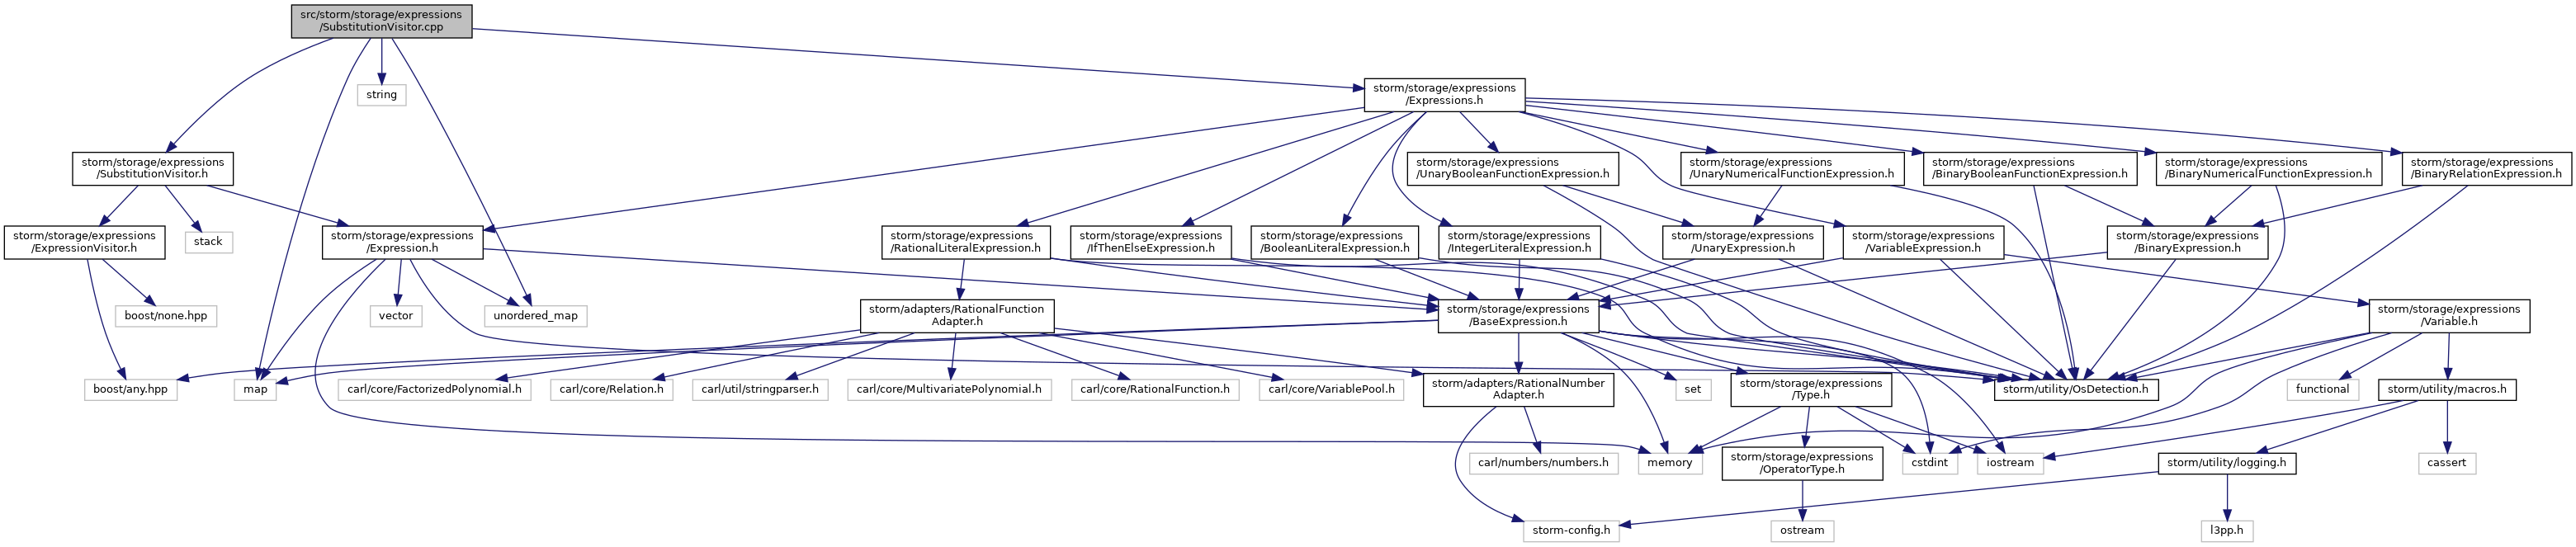 src/storm/storage/expressions
/SubstitutionVisitor.cpp
string
storm/storage/expressions
/Expressions.h
storm/storage/expressions
/SubstitutionVisitor.h
storm/storage/expressions
/UnaryBooleanFunctionExpression.h
storm/storage/expressions
/UnaryNumericalFunctionExpression.h
storm/storage/expressions
/BinaryBooleanFunctionExpression.h
storm/storage/expressions
/BinaryNumericalFunctionExpression.h
storm/storage/expressions
/BinaryRelationExpression.h
storm/storage/expressions
/ExpressionVisitor.h
stack
storm/storage/expressions
/Expression.h
storm/storage/expressions
/RationalLiteralExpression.h
storm/storage/expressions
/IfThenElseExpression.h
storm/storage/expressions
/BooleanLiteralExpression.h
storm/storage/expressions
/IntegerLiteralExpression.h
storm/storage/expressions
/UnaryExpression.h
storm/storage/expressions
/VariableExpression.h
storm/storage/expressions
/BinaryExpression.h
boost/none.hpp
vector
unordered_map
storm/adapters/RationalFunction
Adapter.h
storm/storage/expressions
/BaseExpression.h
storm/storage/expressions
/Variable.h
boost/any.hpp
map
carl/core/FactorizedPolynomial.h
carl/core/Relation.h
carl/util/stringparser.h
carl/core/MultivariatePolynomial.h
carl/core/RationalFunction.h
carl/core/VariablePool.h
storm/adapters/RationalNumber
Adapter.h
set
storm/storage/expressions
/Type.h
storm/utility/OsDetection.h
functional
storm/utility/macros.h
carl/numbers/numbers.h
memory
storm/storage/expressions
/OperatorType.h
cstdint
iostream
storm/utility/logging.h
cassert
storm-config.h
ostream
l3pp.h